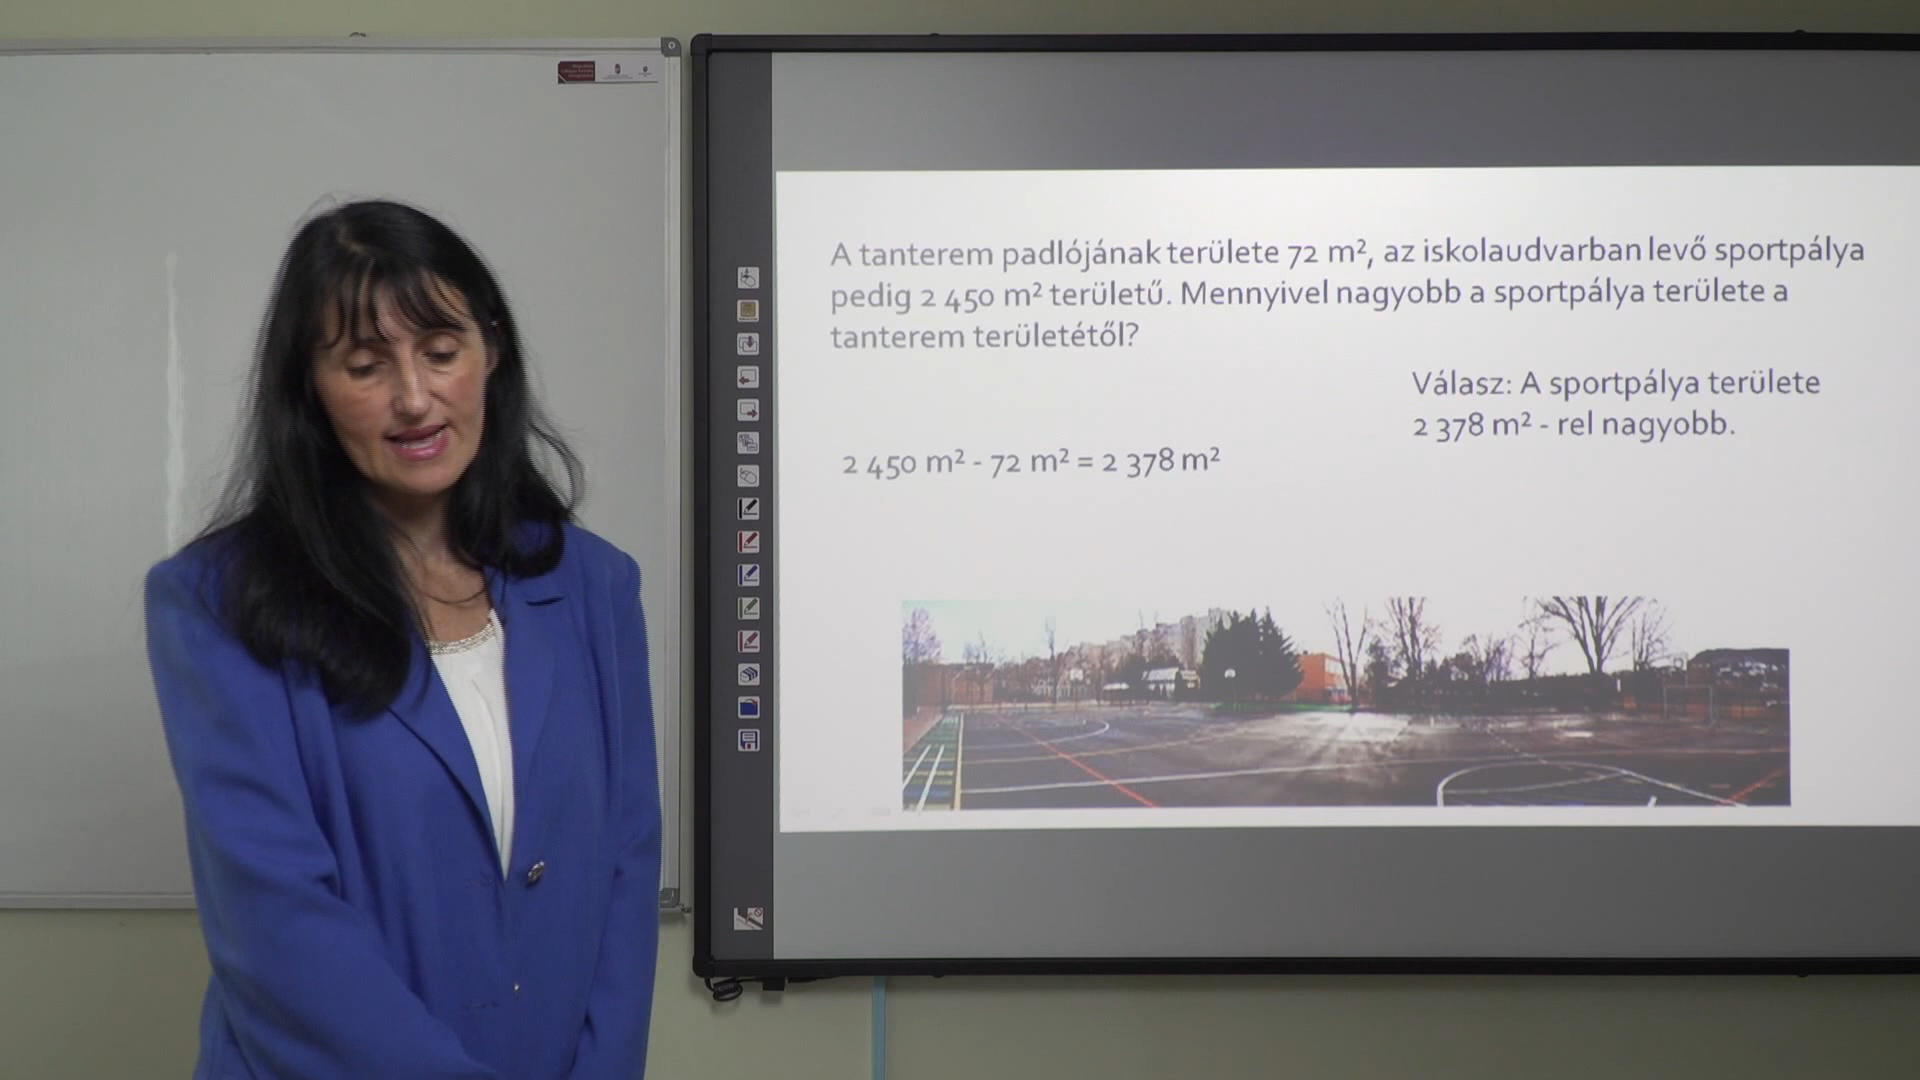 A tanterem padlójának területe 72 m², az iskolaudvarban levő sportpálya
pedig 2 450 m² területű. Mennyivel nagyobb a sportpálya területe a
tanterem területétől?
Válasz: A sportpálya területe
2 378 m² - rel nagyobb.
2 450 m² - 72 m² = 2 378 m²